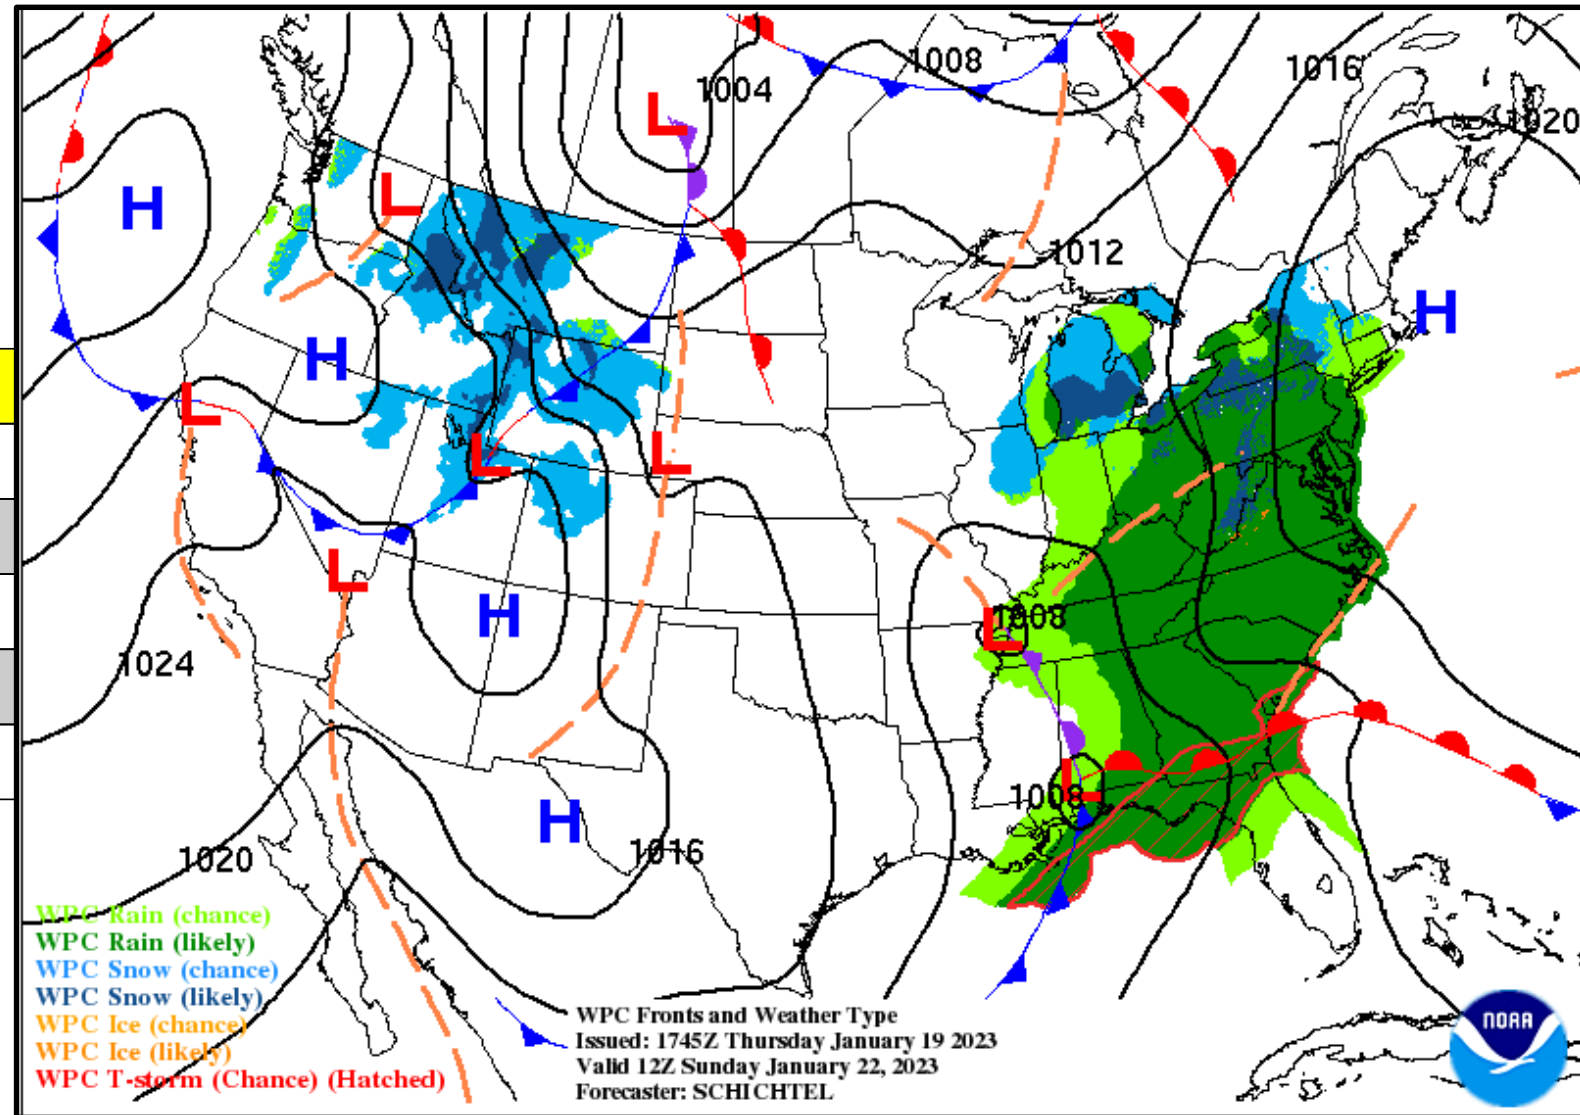 1004
1008
1016
1020
H
L
L
1012
H
H
L
L
L
L
H
1008
L
1024
L
1008
H
1016
1020
WPC Rain (chance)
WPC Rain (likely)
WPC Snow (chance)
WPC Snow (likely)
WPC Ice (chance)
WPC Ice (likely)
WPC T-storm (Chance) (Hatched)
WPC Fronts and Weather Type
Issued: 1745Z Thursday January 19 2023
Valid 12Z Sunday January 22, 2023
Forecaster: SCHICHTEL
NOAA